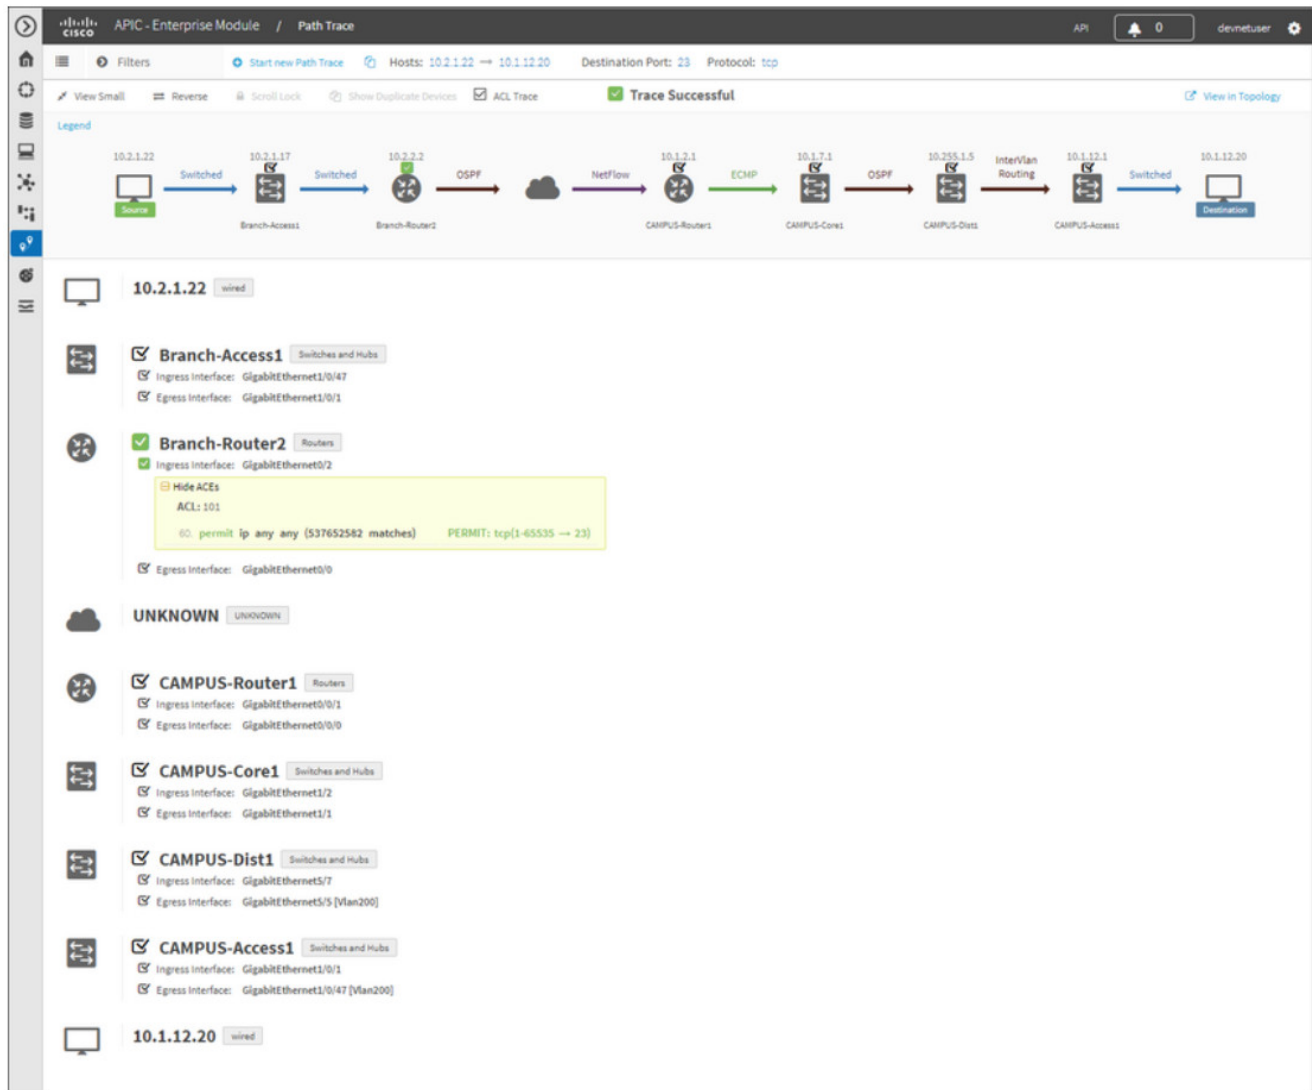 CISCO APIC - Enterprise Module / Path Trace API 0 devnetuser
Filters Start new Path Trace Hosts: 10.2.1.22 → 10.1.12.20 Destination Port: 23 Protocol: tcp
View Small Reverse Scroll Lock Show Duplicate Devices ACL Trace Trace Successful View in Topology
Legend
10.2.1.22 Switched 10.2.1.17 Switched 10.2.2.2 OSPF NetFlow 10.1.2.1 ECMP 10.1.7.1 OSPF 10.255.1.5 InterVlan Routing 10.1.12.1 Switched 10.1.12.20
Source Branch-Access1 Branch-Router2 CAMPUS-Router1 CAMPUS-Core1 CAMPUS-Dist1 CAMPUS-Access1 Destination
10.2.1.22 wired
Branch-Access1 Switches and Hubs
Ingress Interface: GigabitEthernet1/0/47
Egress Interface: GigabitEthernet1/0/1
Branch-Router2 Routers
Ingress Interface: GigabitEthernet0/2
Hide ACEs
ACL: 101
60. permit ip any any (537652582 matches) PERMIT: tcp(1-65535 → 23)
Egress Interface: GigabitEthernet0/0
UNKNOWN UNKNOWN
CAMPUS-Router1 Routers
Ingress Interface: GigabitEthernet0/0/1
Egress Interface: GigabitEthernet0/0/0
CAMPUS-Core1 Switches and Hubs
Ingress Interface: GigabitEthernet1/2
Egress Interface: GigabitEthernet1/1
CAMPUS-Dist1 Switches and Hubs
Ingress Interface: GigabitEthernet5/7
Egress Interface: GigabitEthernet5/5 [Vlan200]
CAMPUS-Access1 Switches and Hubs
Ingress Interface: GigabitEthernet1/0/1
Egress Interface: GigabitEthernet1/0/47 [Vlan200]
10.1.12.20 wired